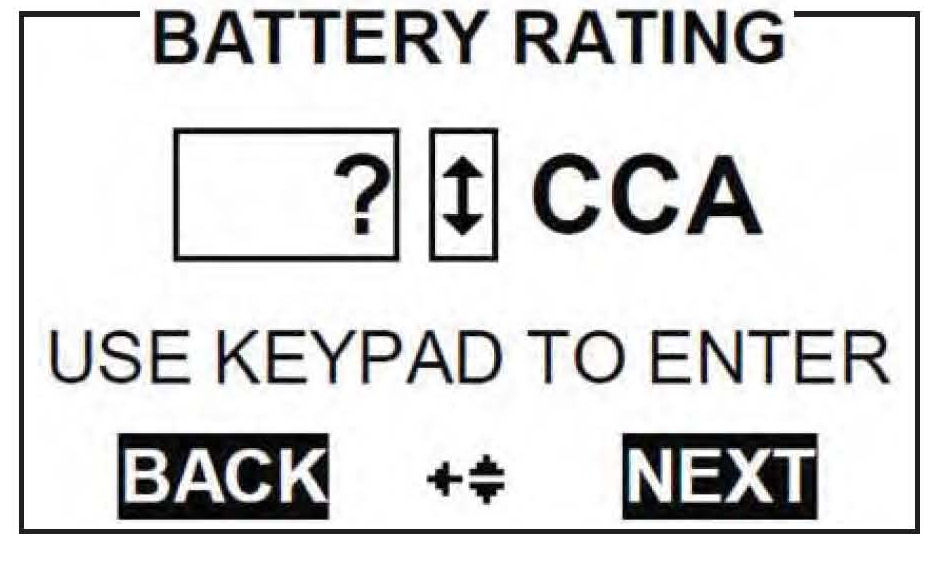 BATTERY RATING
? ↕ CCA
USE KEYPAD TO ENTER
BACK NEXT